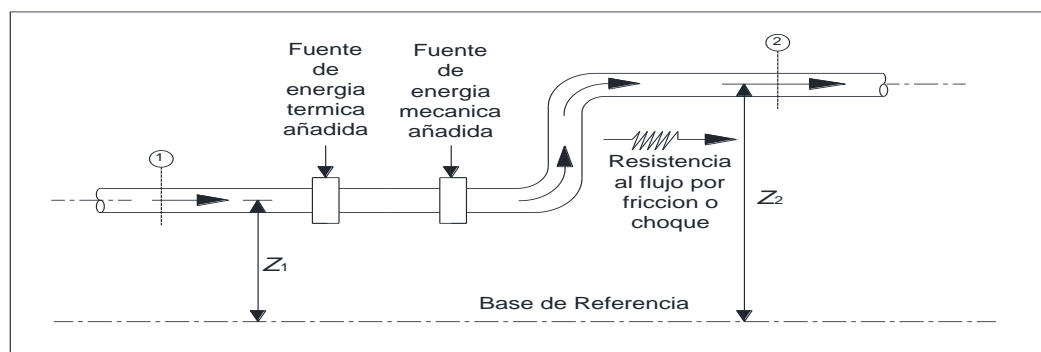 2
Fuente
de
energia
termica
añadida
Fuente
de
energia
mecanica
añadida
1
Resistencia
al flujo por
friccion o
choque
Z2
Z1
Base de Referencia